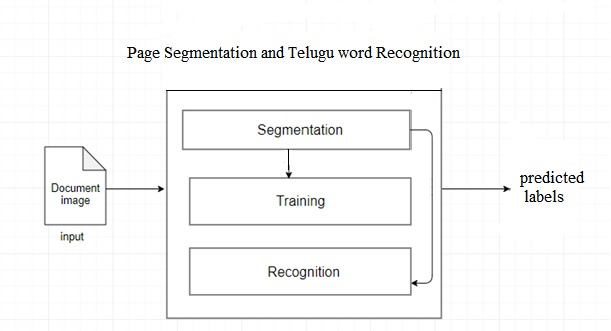 Page Segmentation and Telugu word Recognition
Segmentation
Document
image
input
Training
Recognition
predicted
labels